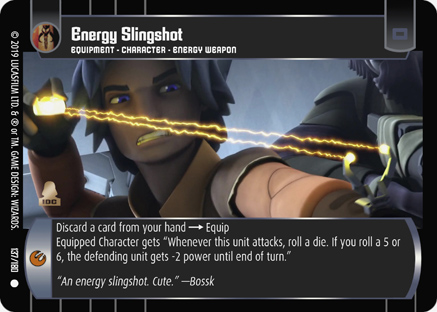 Energy Slingshot
EQUIPMENT - CHARACTER - ENERGY WEAPON
© 2019 LUCASFILM LTD. & ® or TM. GAME DESIGN: WIZARDS.
127/180
180
Discard a card from your hand → Equip
Equipped Character gets “Whenever this unit attacks, roll a die. If you roll a 5 or
6, the defending unit gets -2 power until end of turn.”
“An energy slingshot. Cute.” —Bossk